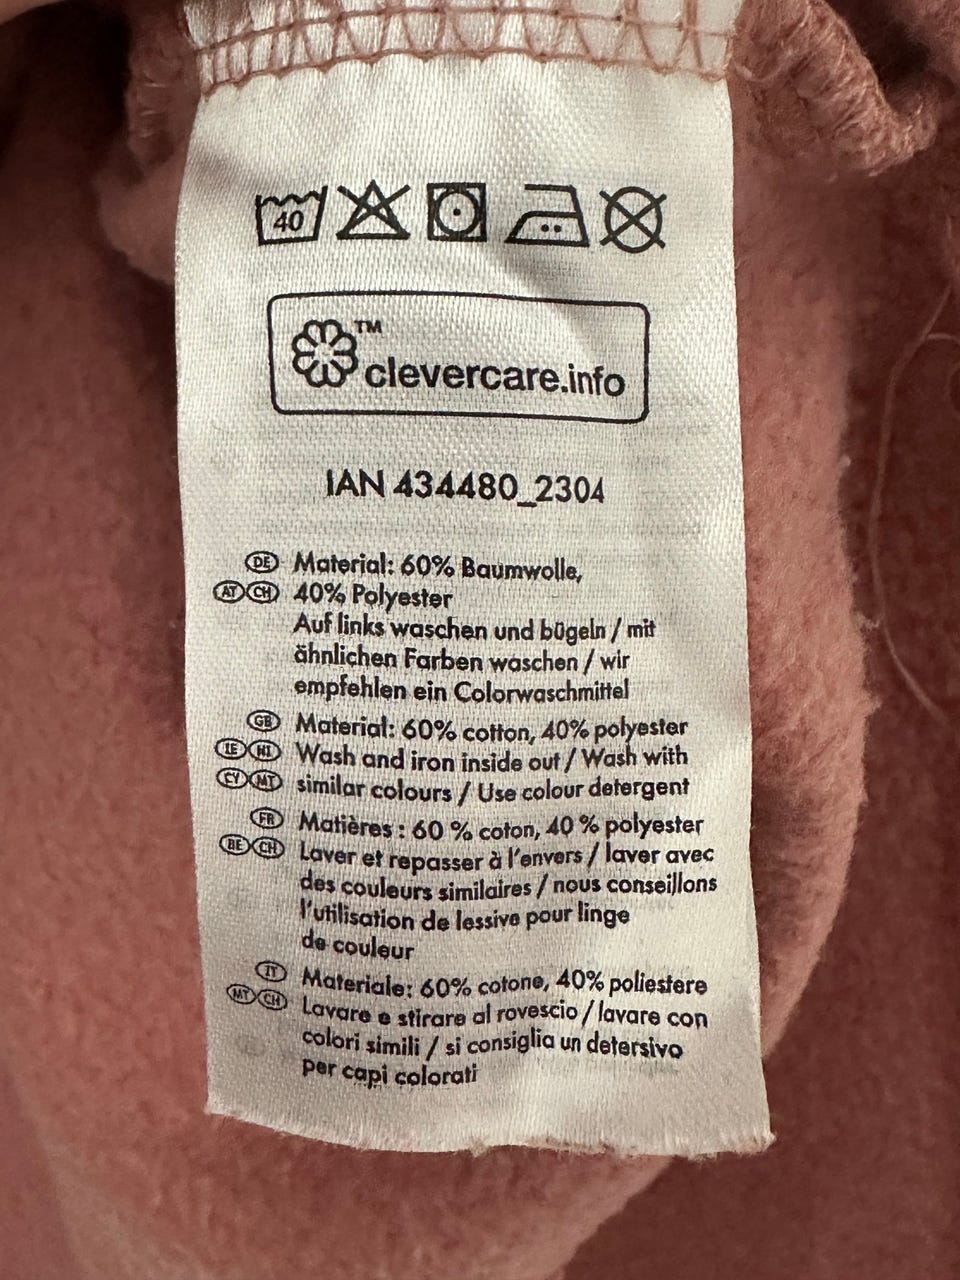 40
TM
clevercare.info
IAN 434480_2304
DE Material: 60% Baumwolle,
AT CH 40% Polyester
Auf links waschen und bügeln / mit
ähnlichen Farben waschen / wir
empfehlen ein Colorwaschmittel
GB Material: 60% cotton, 40% polyester
IE NI Wash and iron inside out / Wash with
CY MT similar colours / Use colour detergent
FR Matières : 60 % coton, 40 % polyester
BE CH Laver et repasser à l'envers / laver avec
des couleurs similaires / nous conseillons
l'utilisation de lessive pour linge
de couleur
IT Materiale: 60% cotone, 40% poliestere
MT CH Lavare e stirare al rovescio / lavare con
colori simili / si consiglia un detersivo
per capi colorati